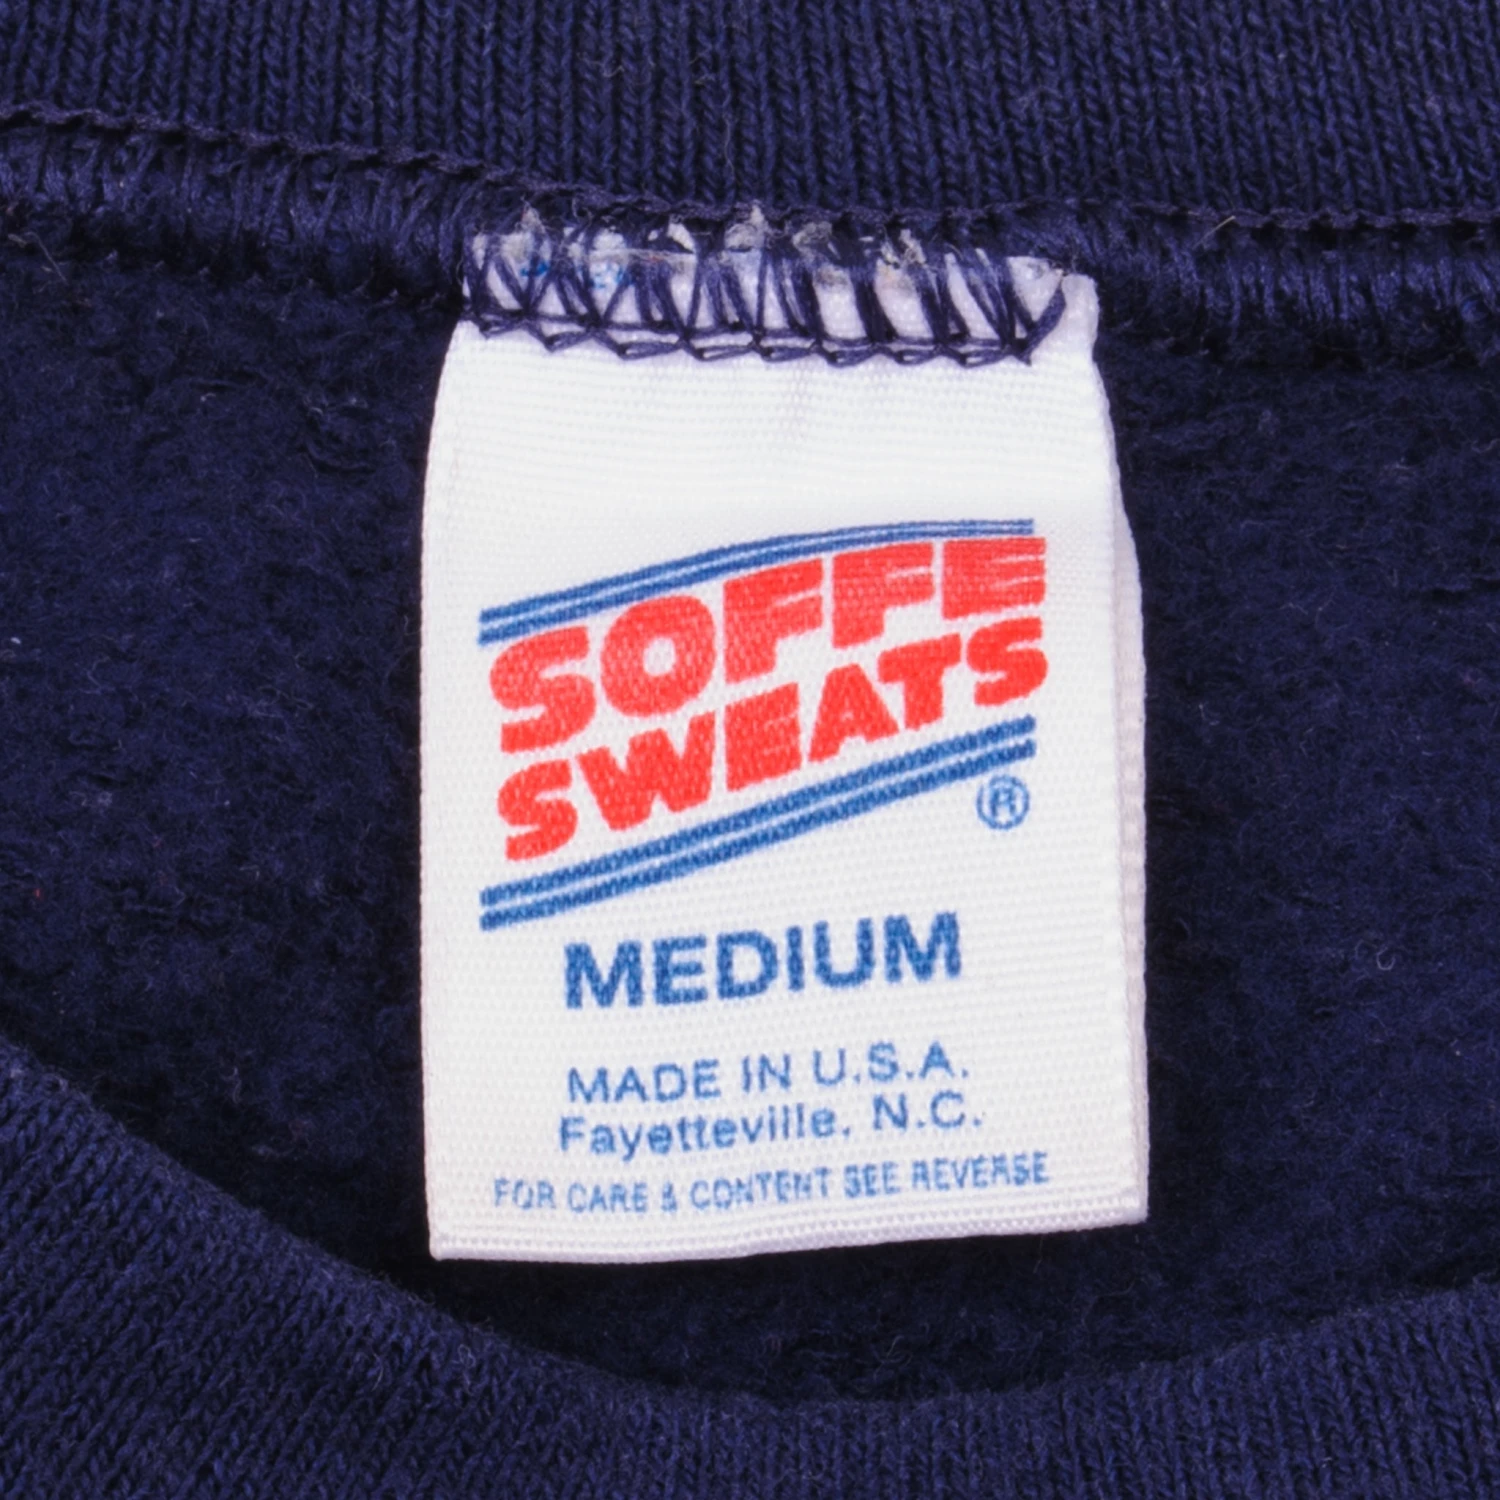 SOFFE
SWEATS
®
MEDIUM
MADE IN U.S.A.
Fayetteville, N.C.
FOR CARE & CONTENT SEE REVERSE